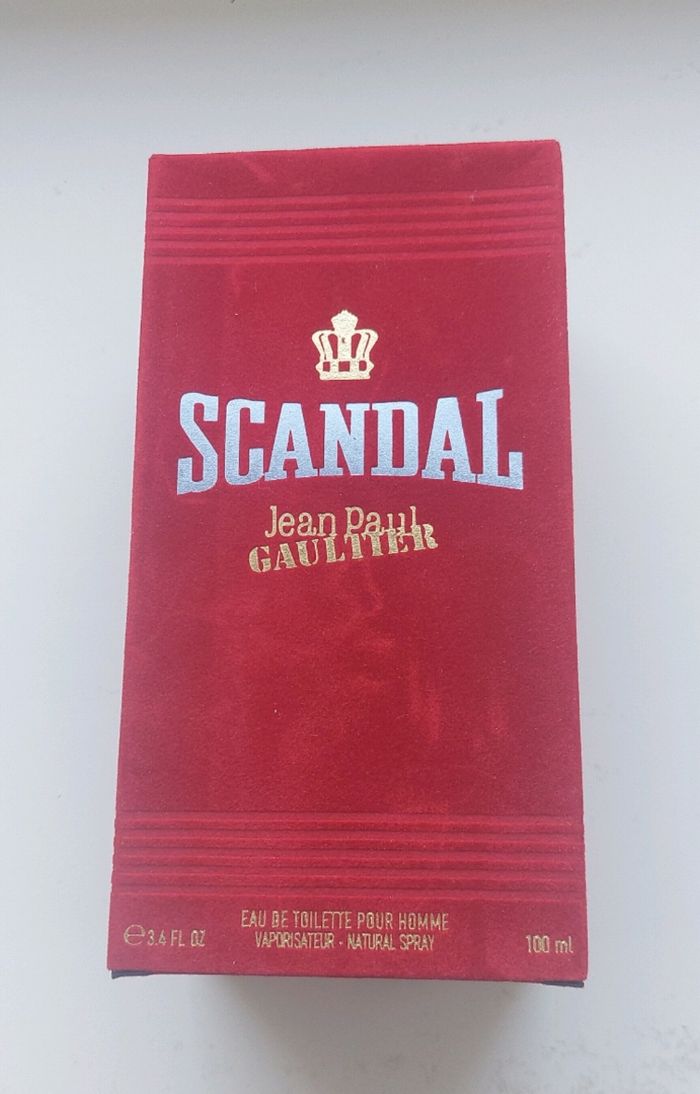 SCANDAL
Jean Paul
GAULTIER
EAU DE TOILETTE POUR HOMME
℮ 3.4 FL OZ VAPORISATEUR - NATURAL SPRAY 100 ml